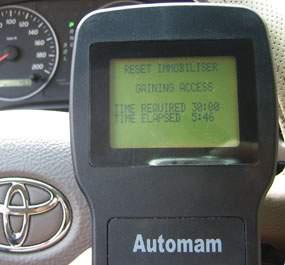 RESET IMMOBILISER
GAINING ACCESS
TIME REQUIRED 30:00
TIME ELAPSED 5:46
Automam